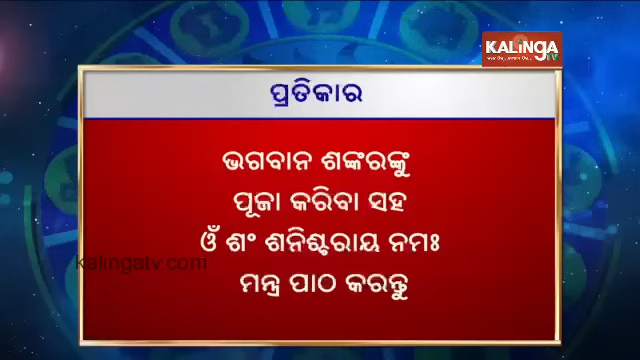 KALINGA
TV
ପ୍ରତିକାର
ଭଗବାନ ଶଙ୍କରଙ୍କୁ
ପୂଜା କରିବା ସହ
ଓଁ ଶଂ ଶନିଶ୍ଚରାୟ ନମଃ
kalingatv.com
ମନ୍ତ୍ର ପାଠ କରନ୍ତୁ